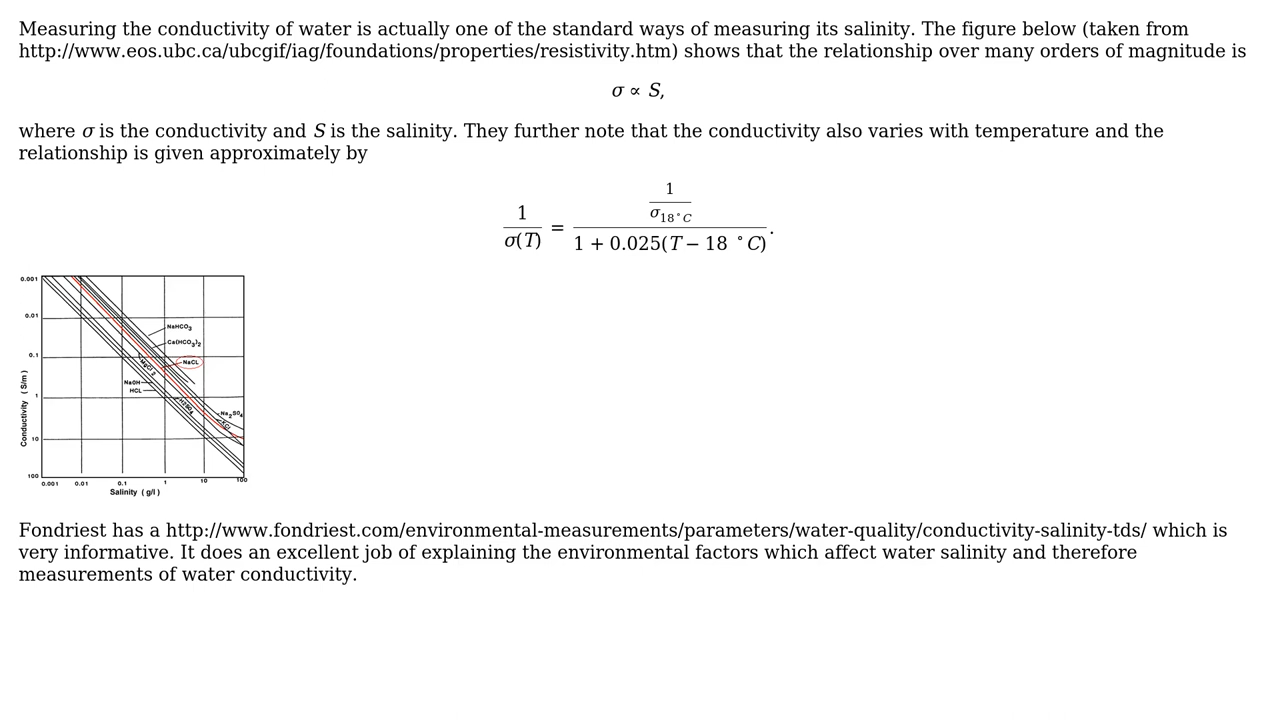 Measuring the conductivity of water is actually one of the standard ways of measuring its salinity. The figure below (taken from
http://www.eos.ubc.ca/ubcgif/iag/foundations/properties/resistivity.htm) shows that the relationship over many orders of magnitude is
σ ∝ S,
where σ is the conductivity and S is the salinity. They further note that the conductivity also varies with temperature and the
relationship is given approximately by
1/σ(T) = (1/σ₁₈°C)/(1 + 0.025(T − 18 °C)).
0.001
0.01
NaHCO₃
Ca(HCO₃)₂
0.1
NaCL
MgCl₂
NaOH
HCL
1
H₂SO₄
Na₂SO₄
KCl
10
100
Conductivity (S/m)
0.001 0.01 0.1 1 10 100
Salinity (g/l)
Fondriest has a http://www.fondriest.com/environmental-measurements/parameters/water-quality/conductivity-salinity-tds/ which is
very informative. It does an excellent job of explaining the environmental factors which affect water salinity and therefore
measurements of water conductivity.